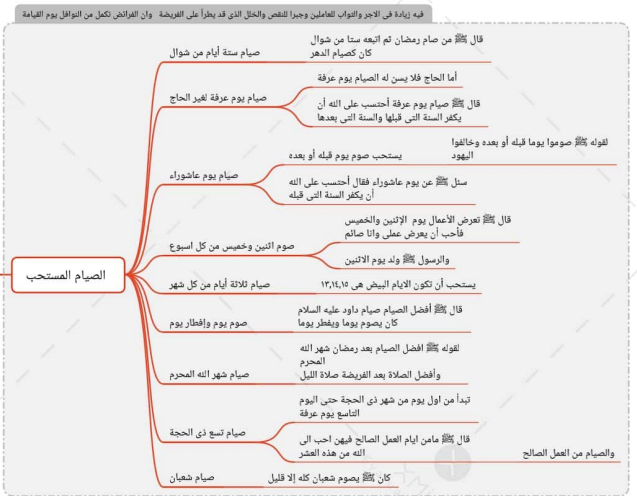 فيه زيادة فى الاجر والثواب للعاملين وجبرا للنقص والخلل الذى قد يطرأ على الفريضة   وان الفرائض تكمل من النوافل يوم القيامة
الصيام المستحب
صيام ستة أيام من شوال
قال ﷺ من صام رمضان ثم اتبعه ستا من شوال
كان كصيام الدهر
صيام يوم عرفة لغير الحاج
أما الحاج فلا يسن له الصيام يوم عرفة
قال ﷺ صيام يوم عرفة أحتسب على الله أن
يكفر السنة التى قبلها والسنة التى بعدها
صيام يوم عاشوراء
يستحب صوم يوم قبله أو بعده
لقوله ﷺ صوموا يوما قبله أو بعده وخالفوا
اليهود
سئل ﷺ عن يوم عاشوراء فقال أحتسب على الله
أن يكفر السنة التى قبله
صوم اثنين وخميس من كل اسبوع
قال ﷺ تعرض الأعمال يوم الإثنين والخميس
فأحب أن يعرض عملى وانا صائم
والرسول ﷺ ولد يوم الاثنين
صيام ثلاثة أيام من كل شهر
يستحب أن تكون الايام البيض هى ١٣,١٤,١٥
صوم يوم وإفطار يوم
قال ﷺ أفضل الصيام صيام داود عليه السلام
كان يصوم يوما ويفطر يوما
صيام شهر الله المحرم
لقوله ﷺ افضل الصيام بعد رمضان شهر الله
المحرم
وأفضل الصلاة بعد الفريضة صلاة الليل
صيام تسع ذى الحجة
تبدأ من اول يوم من شهر ذى الحجة حتى اليوم
التاسع يوم عرفة
قال ﷺ مامن ايام العمل الصالح فيهن احب الى
الله من هذه العشر
والصيام من العمل الصالح
صيام شعبان
كان ﷺ يصوم شعبان كله إلا قليل